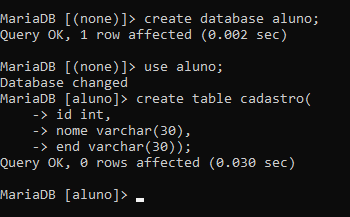 MariaDB [(none)]> create database aluno;
Query OK, 1 row affected (0.002 sec)
MariaDB [(none)]> use aluno;
Database changed
MariaDB [aluno]> create table cadastro(
    -> id int,
    -> nome varchar(30),
    -> end varchar(30));
Query OK, 0 rows affected (0.030 sec)
MariaDB [aluno]>